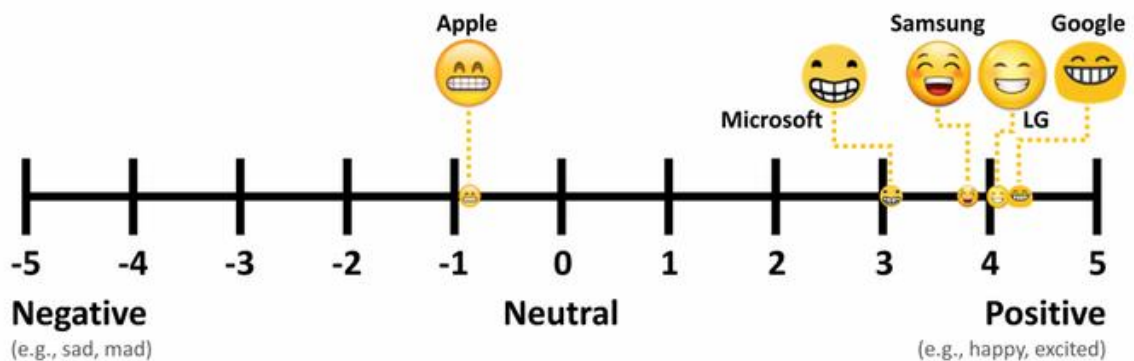 Apple
Samsung
Google
Microsoft
LG
-5 -4 -3 -2 -1 0 1 2 3 4 5
Negative Neutral Positive
(e.g., sad, mad) (e.g., happy, excited)